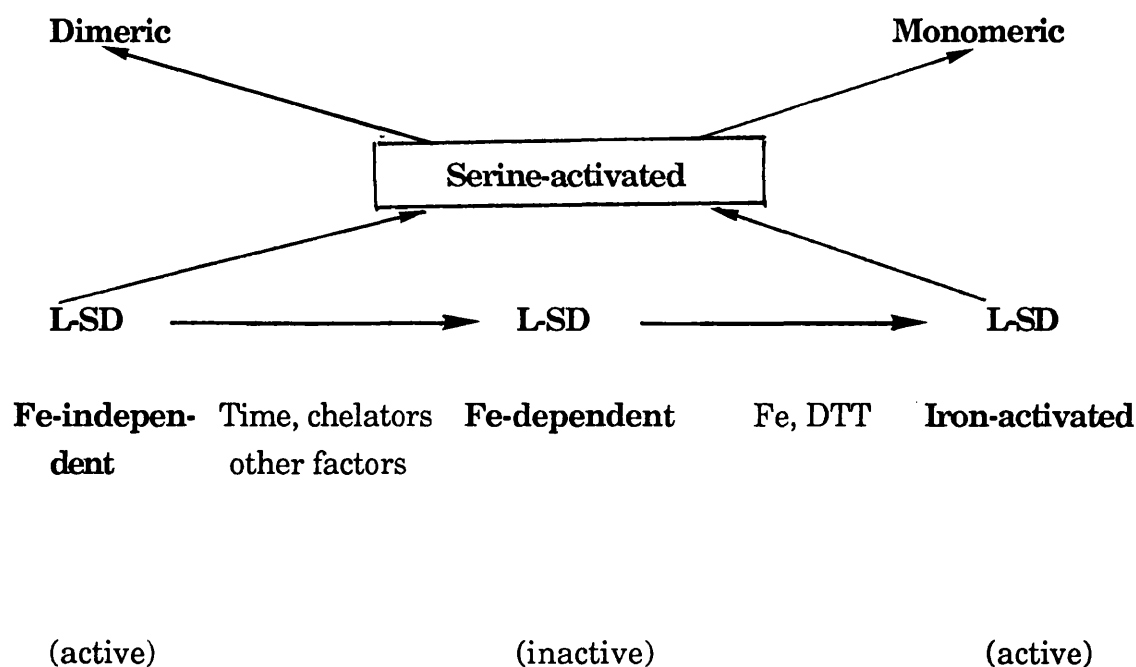 Dimeric Monomeric
Serine-activated
L-SD L-SD L-SD
Fe-indepen- Time, chelators Fe-dependent Fe, DTT Iron-activated
dent other factors
(active) (inactive) (active)